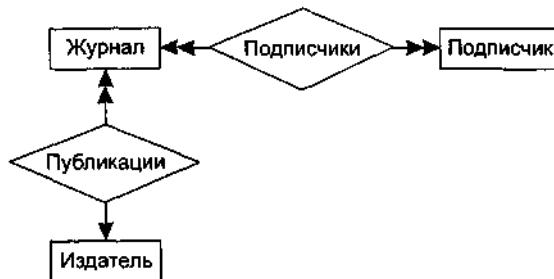 Журнал
Подписчики
Подписчик
Публикации
Издатель